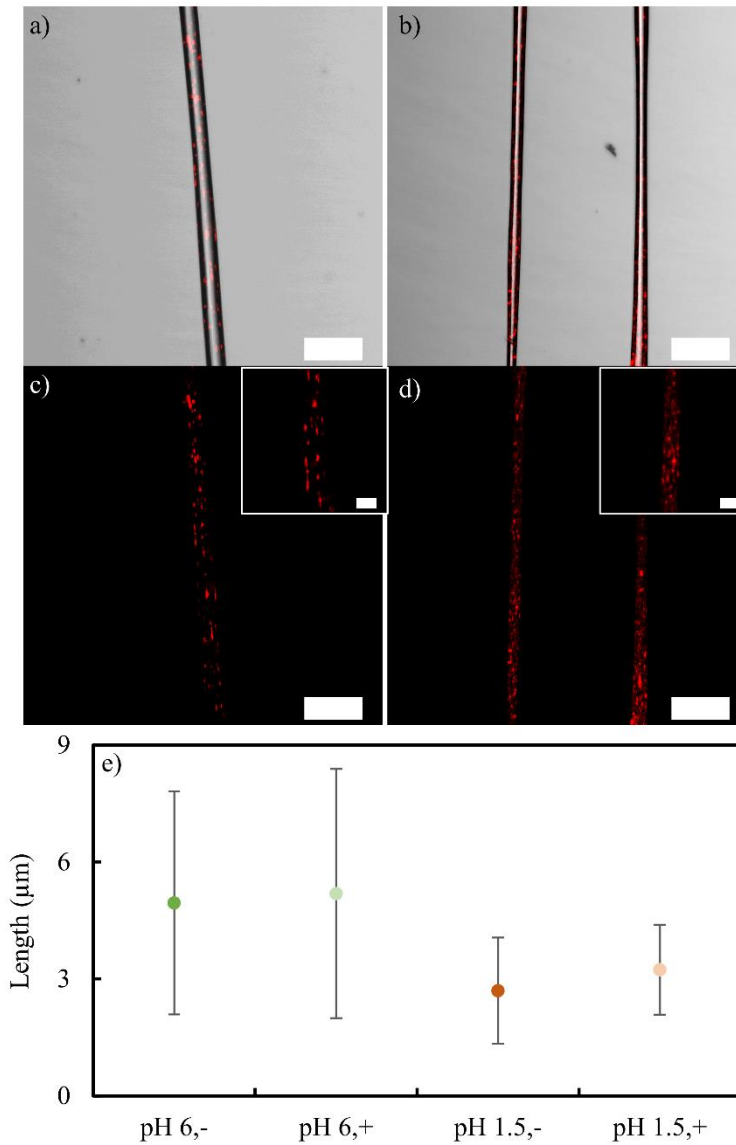 a)
b)
c)
d)
e)
9
6
3
0
Length (µm)
pH 6,-
pH 6,+
pH 1.5,-
pH 1.5,+